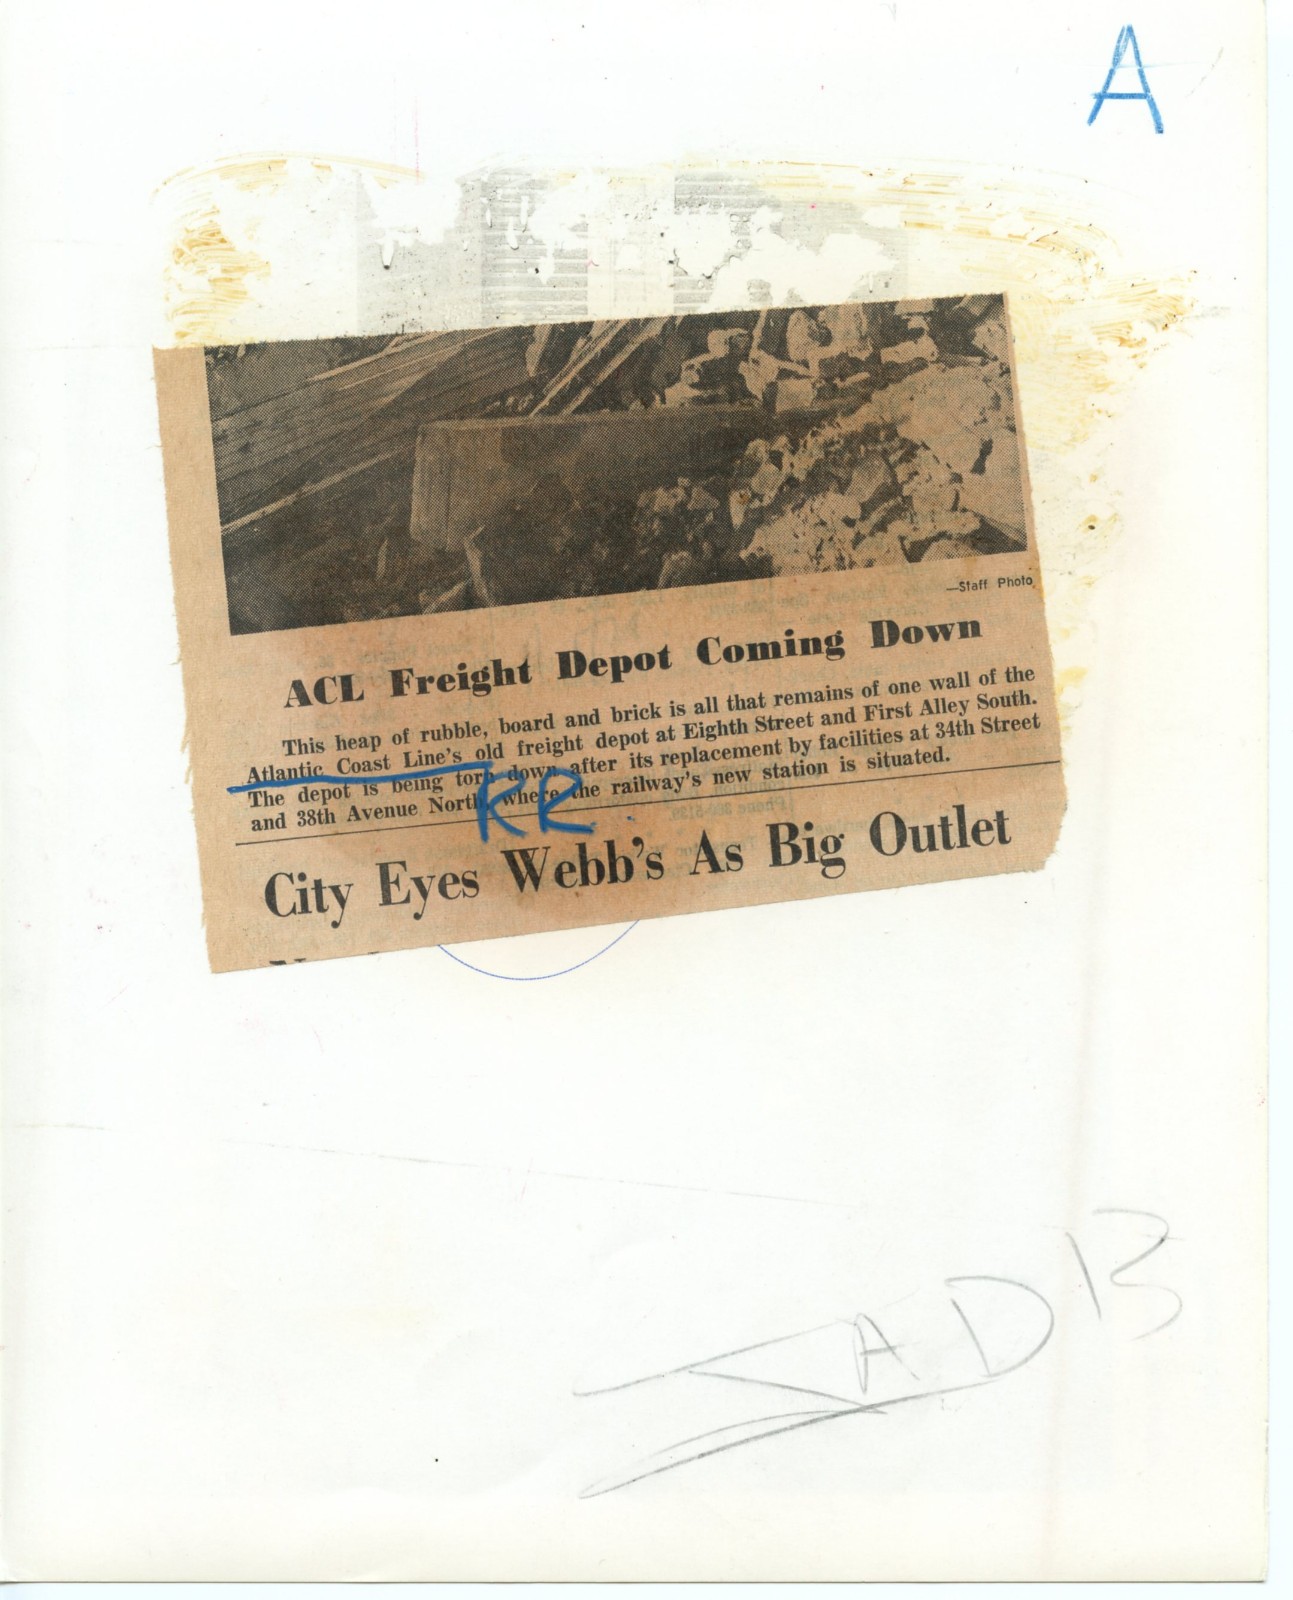 A
—Staff Photo
ACL Freight Depot Coming Down
This heap of rubble, board and brick is all that remains of one wall of the
Atlantic Coast Line's old freight depot at Eighth Street and First Alley South.
The depot is being torn down after its replacement by facilities at 34th Street
and 38th Avenue North, where the railway's new station is situated.
RR
City Eyes Webb's As Big Outlet